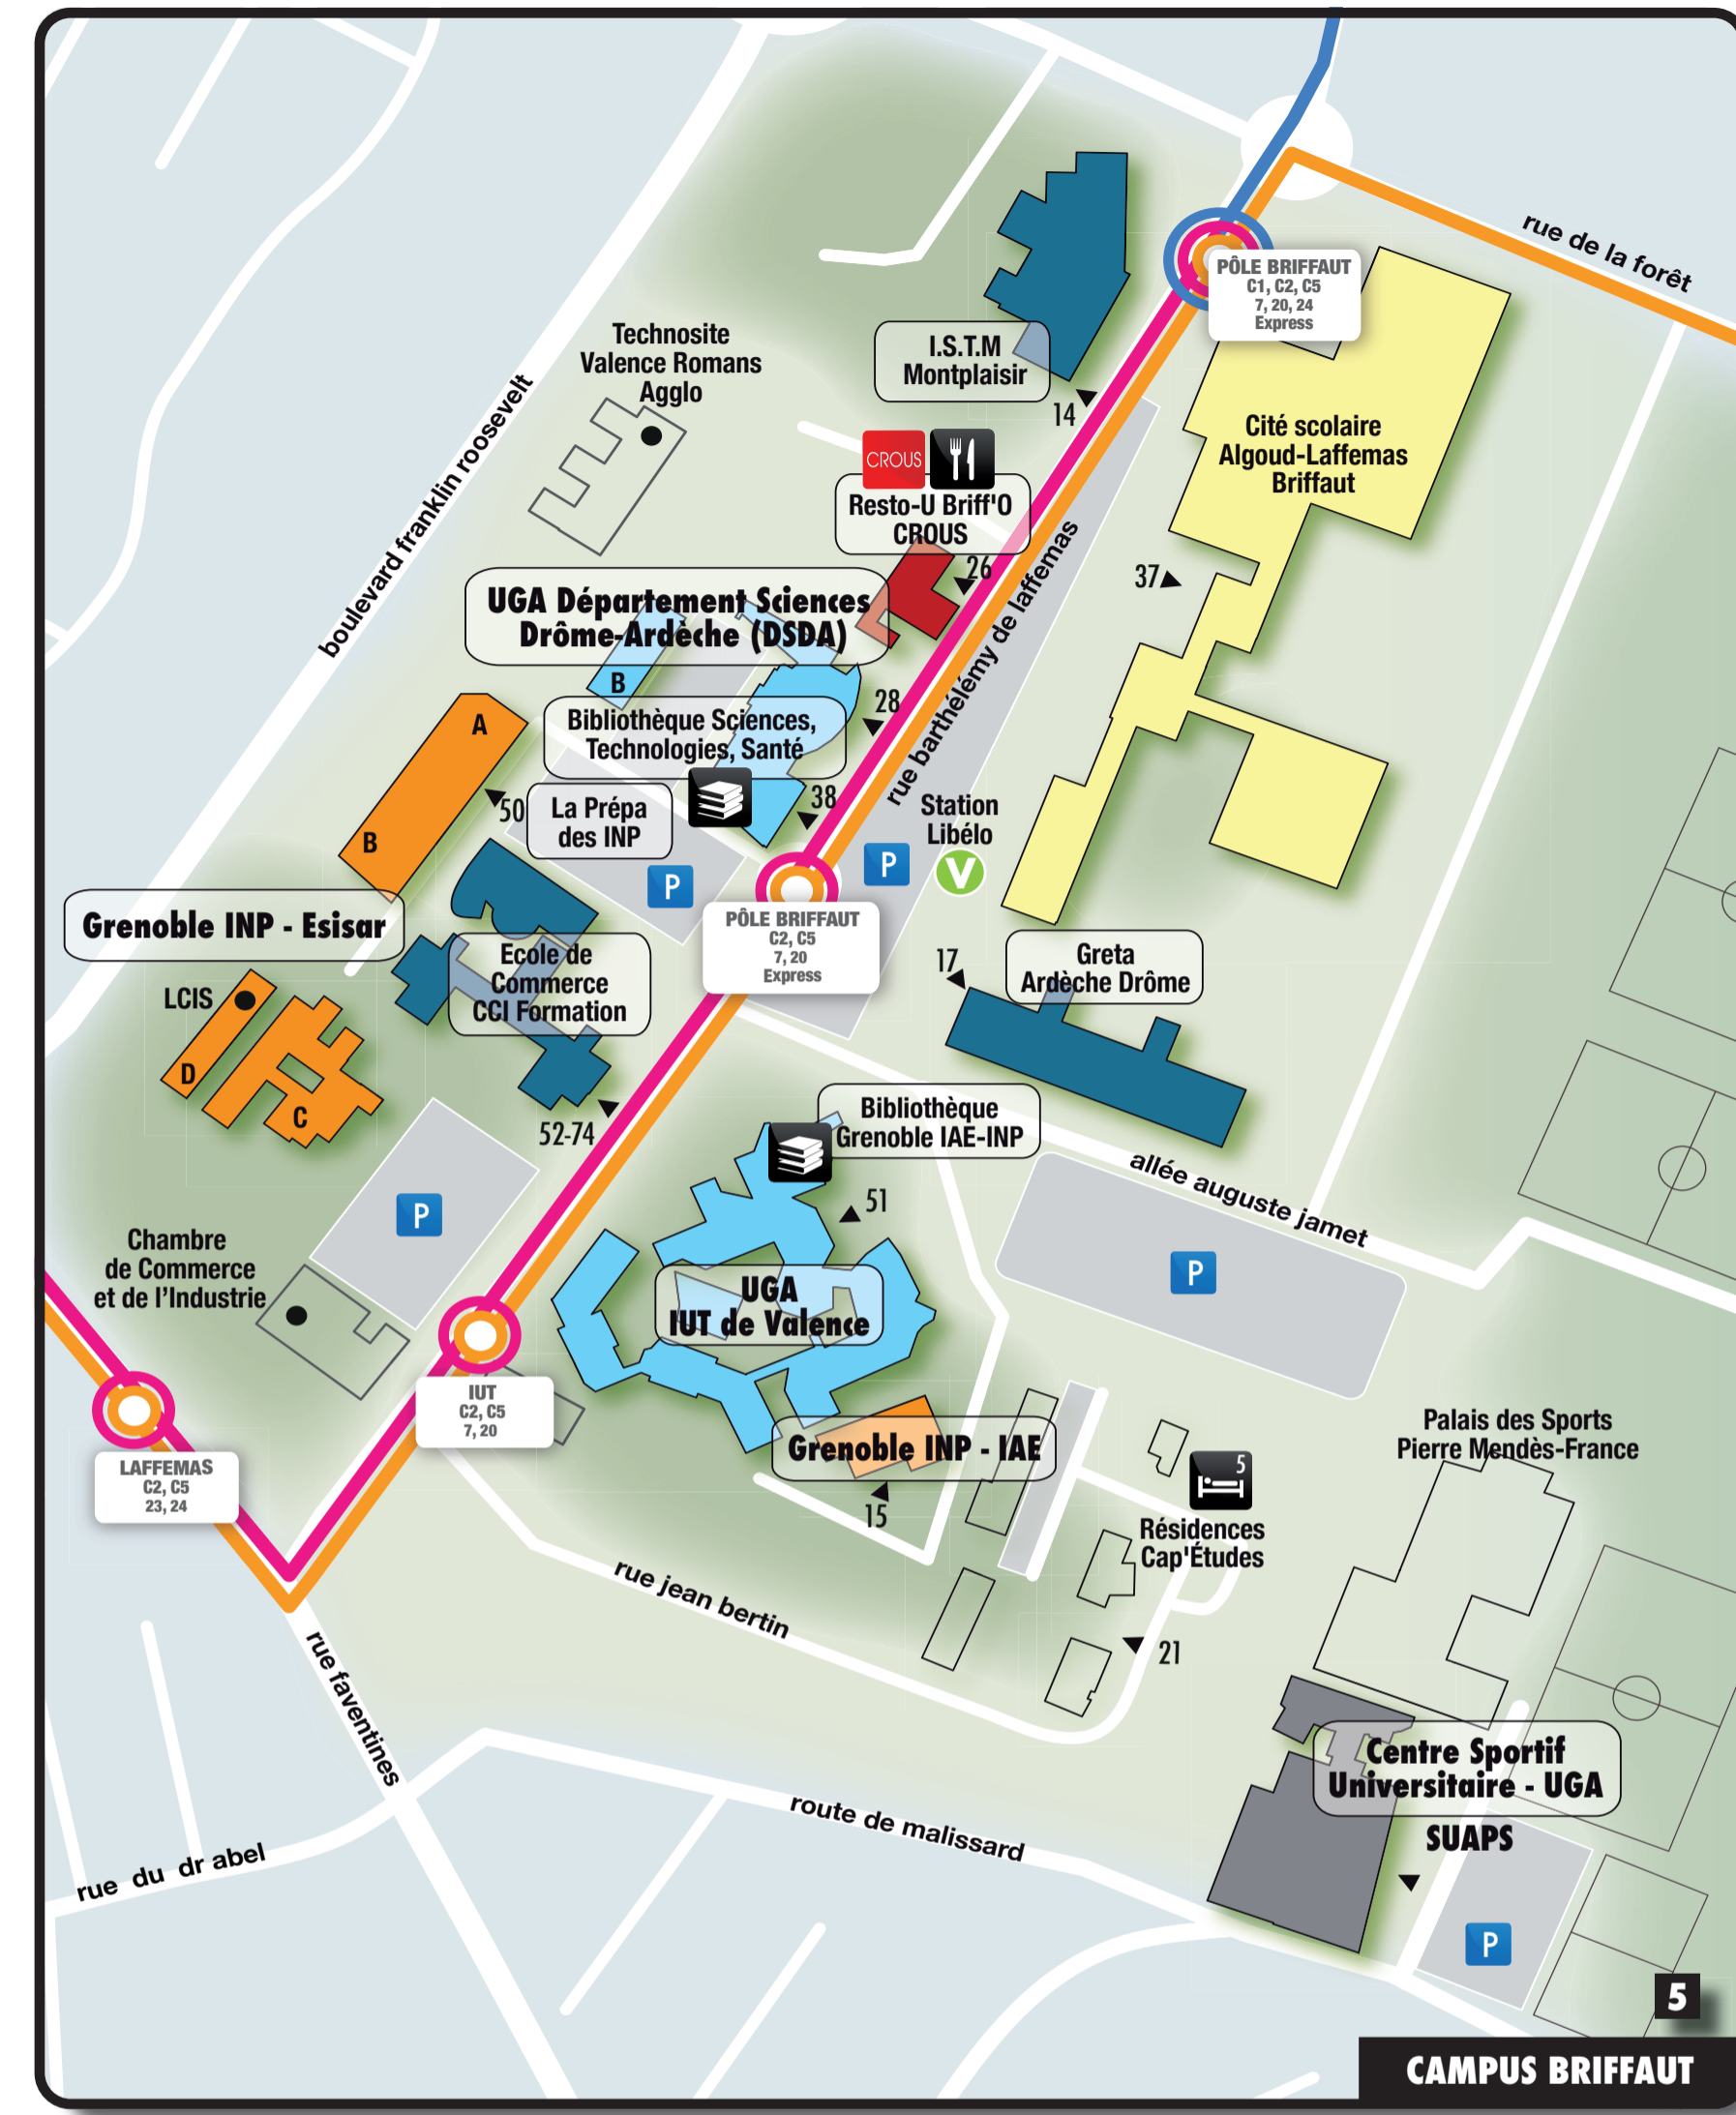 rue de la forêt
PÔLE BRIFFAUT
C1, C2, C5
7, 20, 24
Express
Technosite
Valence Romans
Agglo
I.S.T.M
Montplaisir
14
boulevard franklin roosevelt
CROUS
Resto-U Briff'O
CROUS
26
Cité scolaire
Algoud-Laffemas
Briffaut
37
rue barthélémy de laffemas
UGA Département Sciences
Drôme-Ardèche (DSDA)
B
28
Bibliothèque Sciences,
Technologies, Santé
38
A
B
50
La Prépa
des INP
P
P
Station
Libélo
V
PÔLE BRIFFAUT
C2, C5
7, 20
Express
Grenoble INP - Esisar
LCIS
D
C
Ecole de
Commerce
CCI Formation
52-74
17
Greta
Ardèche Drôme
Bibliothèque
Grenoble IAE-INP
51
allée auguste jamet
P
P
Chambre
de Commerce
et de l'Industrie
UGA
IUT de Valence
IUT
C2, C5
7, 20
LAFFEMAS
C2, C5
23, 24
Grenoble INP - IAE
15
5
Résidences
Cap'Études
21
Palais des Sports
Pierre Mendès-France
rue jean bertin
rue faventines
rue du dr abel
route de malissard
Centre Sportif
Universitaire - UGA
SUAPS
P
5
CAMPUS BRIFFAUT